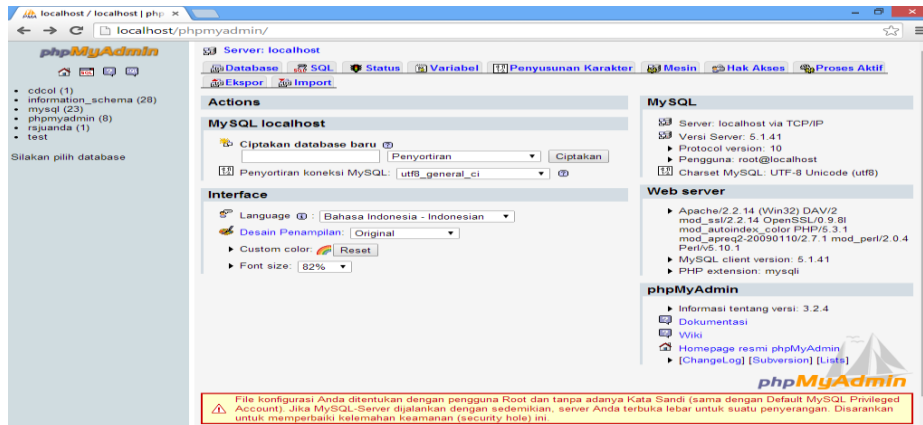 localhost / localhost | php
localhost/phpmyadmin/
phpMyAdmin
cdcol (1)
information_schema (28)
mysql (23)
phpmyadmin (8)
rsjuanda (1)
test
Silakan pilih database
Server: localhost
Database SQL Status Variabel Penyusunan Karakter Mesin Hak Akses Proses Aktif
Ekspor Import
Actions
MySQL localhost
Ciptakan database baru
Penyortiran Ciptakan
Penyortiran koneksi MySQL: utf8_general_ci
Interface
Language : Bahasa Indonesia - Indonesian
Desain Penampilan: Original
Custom color: Reset
Font size: 82%
MySQL
Server: localhost via TCP/IP
Versi Server: 5.1.41
Protocol version: 10
Pengguna: root@localhost
Charset MySQL: UTF-8 Unicode (utf8)
Web server
Apache/2.2.14 (Win32) DAV/2
mod_ssl/2.2.14 OpenSSL/0.9.8l
mod_autoindex_color PHP/5.3.1
mod_apreq2-20090110/2.7.1 mod_perl/2.0.4
Perl/v5.10.1
MySQL client version: 5.1.41
PHP extension: mysqli
phpMyAdmin
Informasi tentang versi: 3.2.4
Dokumentasi
Wiki
Homepage resmi phpMyAdmin
[ChangeLog] [Subversion] [Lists]
phpMyAdmin
File konfigurasi Anda ditentukan dengan pengguna Root dan tanpa adanya Kata Sandi (sama dengan Default MySQL Privileged
Account). Jika MySQL-Server dijalankan dengan sedemikian, server Anda terbuka lebar untuk suatu penyerangan. Disarankan
untuk memperbaiki kelemahan keamanan (security hole) ini.